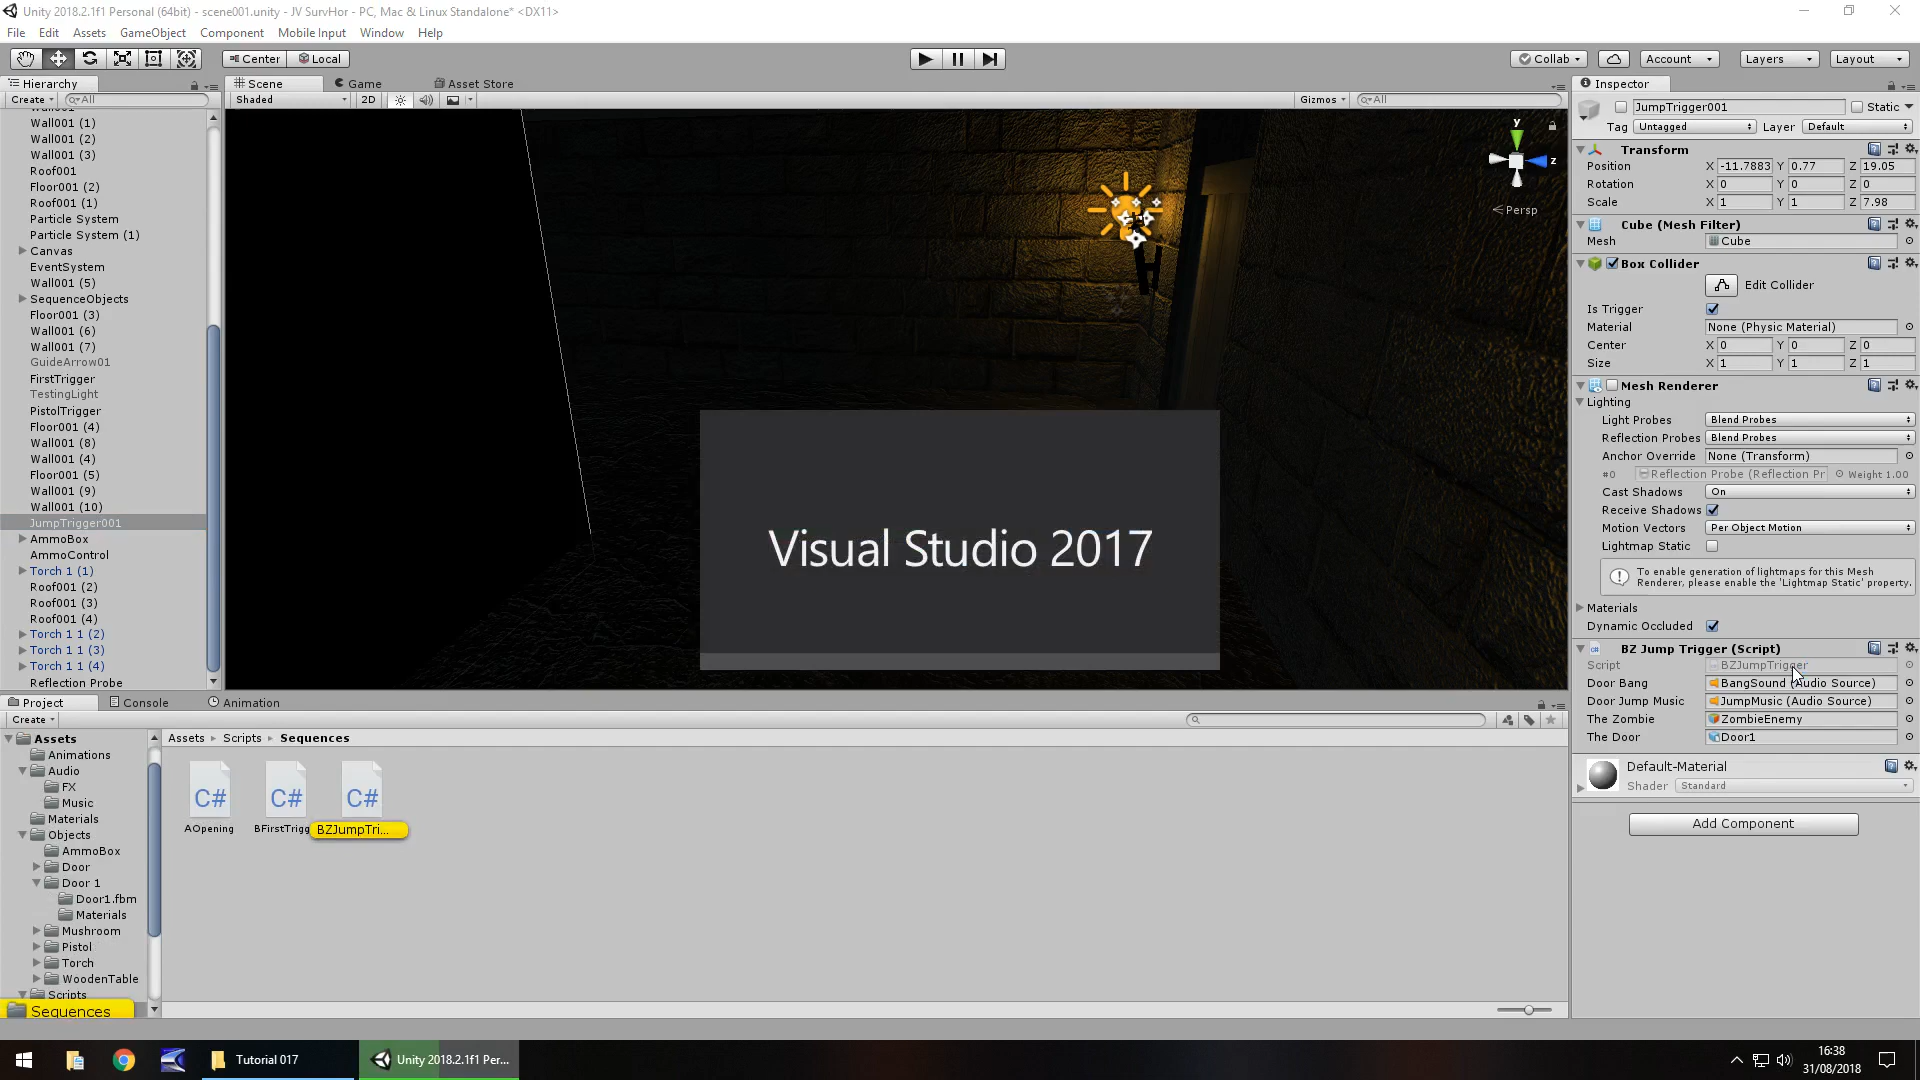 Unity 2018.2.1f1 Personal (64bit) - scene001.unity - JV SurvHor - PC, Mac & Linux Standalone* <DX11>
File Edit Assets GameObject Component Mobile Input Window Help
Center Local Collab Account Layers Layout
Hierarchy Scene Game Asset Store Inspector
Create All Shaded 2D Gizmos All
JumpTrigger001 Static
Tag Untagged Layer Default
Wall001 (1)
Wall001 (2)
Wall001 (3)
Roof001
Floor001 (2)
Roof001 (1)
Particle System
Particle System (1)
Canvas
EventSystem
Wall001 (5)
SequenceObjects
Floor001 (3)
Wall001 (6)
Wall001 (7)
GuideArrow01
FirstTrigger
TestingLight
PistolTrigger
Floor001 (4)
Wall001 (8)
Wall001 (4)
Floor001 (5)
Wall001 (9)
Wall001 (10)
JumpTrigger001
AmmoBox
AmmoControl
Torch 1 (1)
Roof001 (2)
Roof001 (3)
Roof001 (4)
Torch 1 1 (2)
Torch 1 1 (3)
Torch 1 1 (4)
Reflection Probe
y
z
Persp
Visual Studio 2017
Transform
Position X -11.7883 Y 0.77 Z 19.05
Rotation X 0 Y 0 Z 0
Scale X 1 Y 1 Z 7.98
Cube (Mesh Filter)
Mesh Cube
Box Collider
Edit Collider
Is Trigger
Material None (Physic Material)
Center X 0 Y 0 Z 0
Size X 1 Y 1 Z 1
Mesh Renderer
Lighting
Light Probes Blend Probes
Reflection Probes Blend Probes
Anchor Override None (Transform)
#0 Reflection Probe (Reflection Pr Weight 1.00
Cast Shadows On
Receive Shadows
Motion Vectors Per Object Motion
Lightmap Static
To enable generation of lightmaps for this Mesh
Renderer, please enable the 'Lightmap Static' property.
Materials
Dynamic Occluded
BZ Jump Trigger (Script)
Script BZJumpTrigger
Door Bang BangSound (Audio Source)
Door Jump Music JumpMusic (Audio Source)
The Zombie ZombieEnemy
The Door Door1
Default-Material
Shader Standard
Add Component
Project Console Animation
Create
Assets
Animations
Audio
FX
Music
Materials
Objects
AmmoBox
Door
Door 1
Door1.fbm
Materials
Mushroom
Pistol
Torch
WoodenTable
Scripts
Sequences
Assets Scripts Sequences
C# C# C#
AOpening BFirstTrigg BZJumpTri...
Tutorial 017 Unity 2018.2.1f1 Per...
16:38
31/08/2018